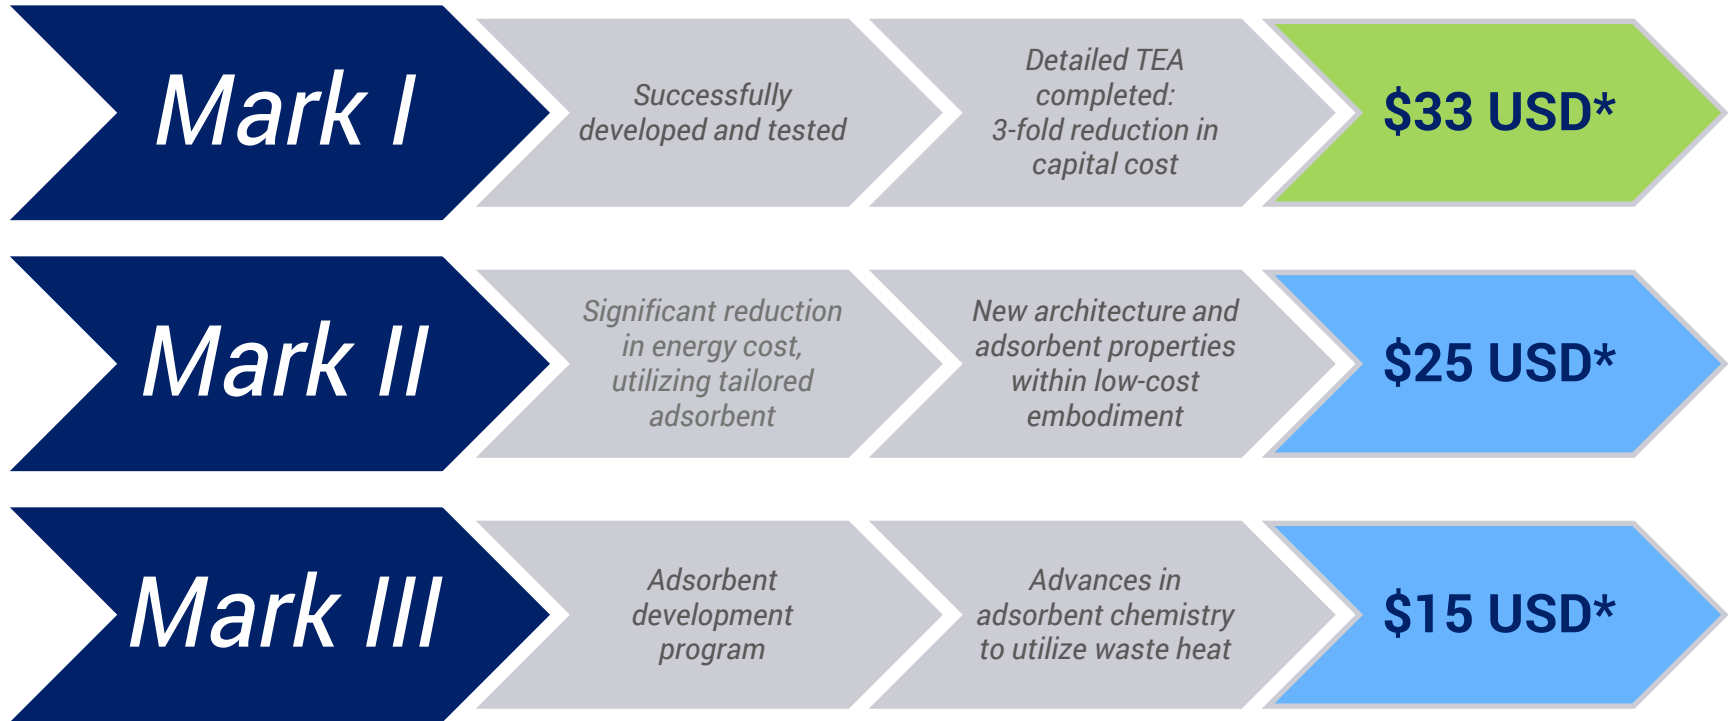 Mark I
Successfully
developed and tested
Detailed TEA
completed:
3-fold reduction in
capital cost
$33 USD*
Mark II
Significant reduction
in energy cost,
utilizing tailored
adsorbent
New architecture and
adsorbent properties
within low-cost
embodiment
$25 USD*
Mark III
Adsorbent
development
program
Advances in
adsorbent chemistry
to utilize waste heat
$15 USD*